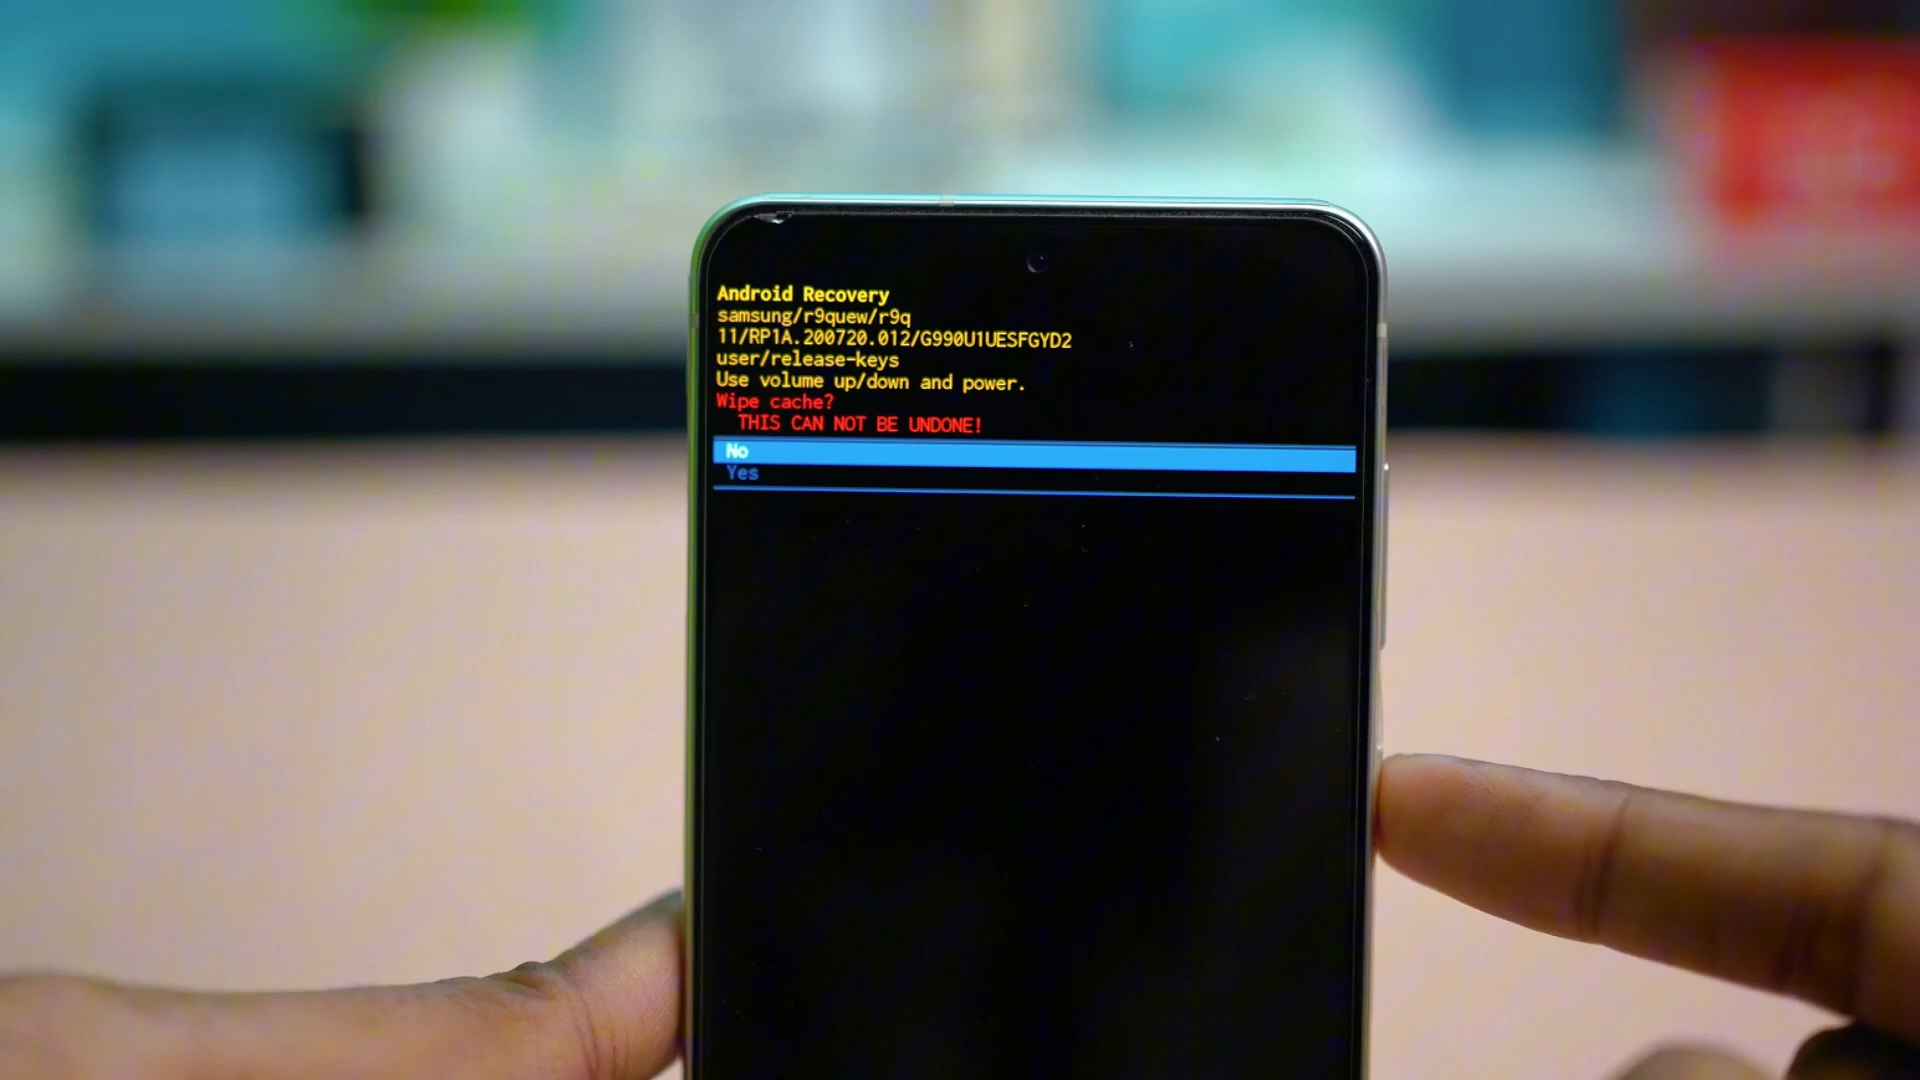 Android Recovery
samsung/r9quew/r9q
11/RP1A.200720.012/G990U1UESFGYD2
user/release-keys
Use volume up/down and power.
Wipe cache?
THIS CAN NOT BE UNDONE!
No
Yes